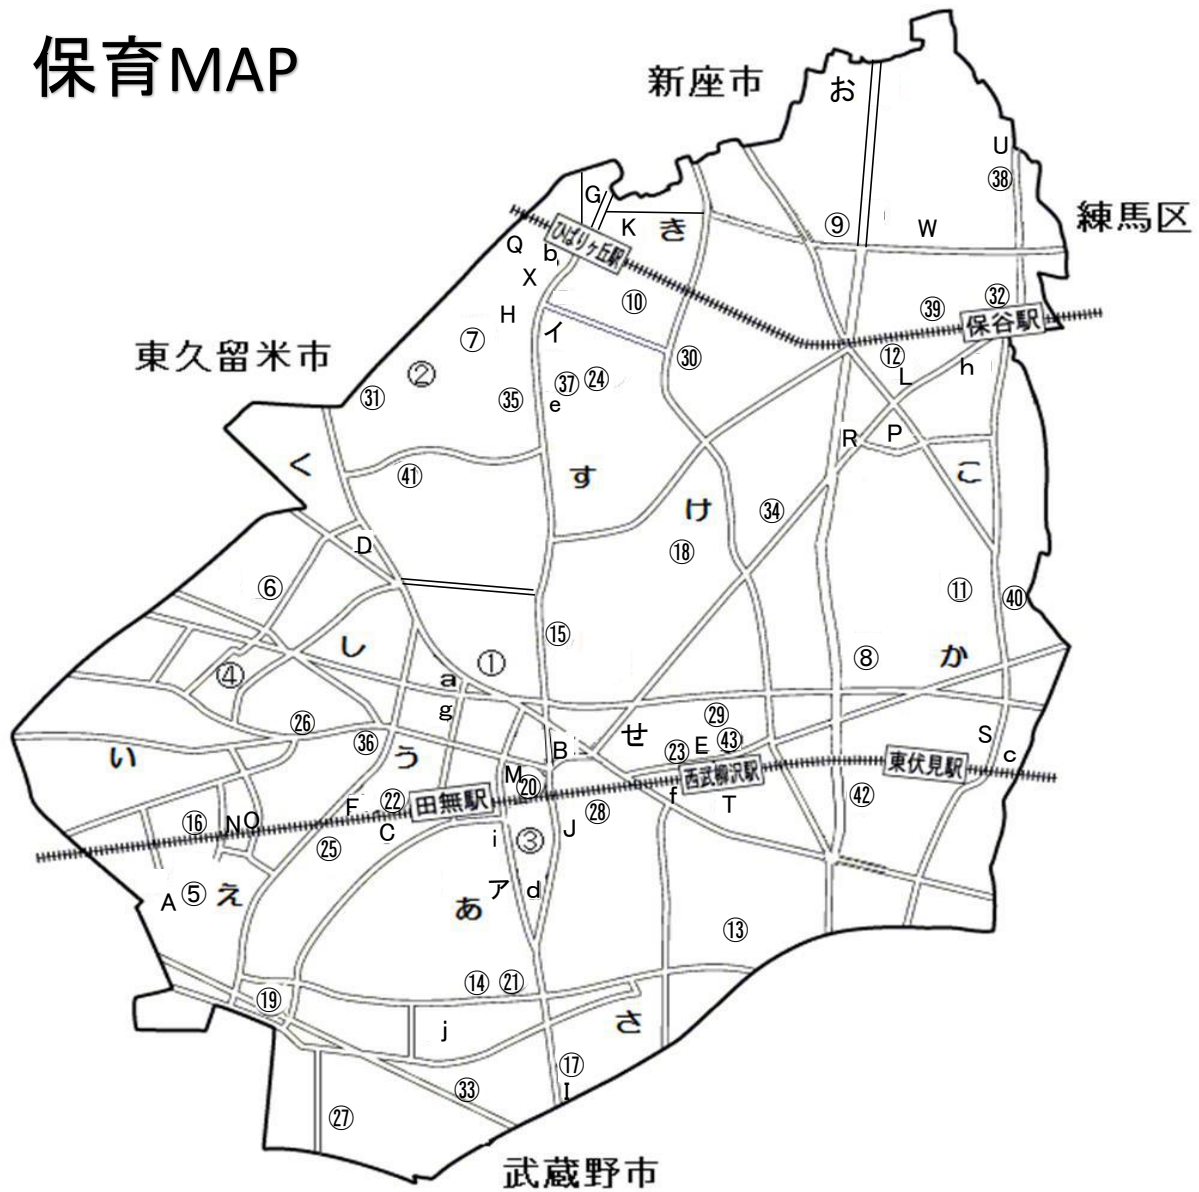 保育MAP
新座市
お
U
㊳
練馬区
G
K
き
⑨
W
Q
ひばりヶ丘駅
b
X
⑩
㊴
㉜
保谷駅
H
イ
⑦
東久留米市
②
㉚
⑫
L
h
㉛
㉟
㊲
㉔
e
R
P
く
㊶
す
こ
け
㉞
D
⑱
⑥
⑪
㊵
し
⑮
①
④
a
⑧
か
g
㉖
㊱
う
い
㉙
せ
B
㉓
E
㊸
S
c
M
⑳
西武柳沢駅
東伏見駅
F
㉒
田無駅
f
T
㊷
⑯
N
O
C
㉘
J
i
③
㉕
A
⑤
え
ア
d
あ
⑬
⑭
㉑
⑲
j
さ
⑰
I
㉝
㉗
武蔵野市